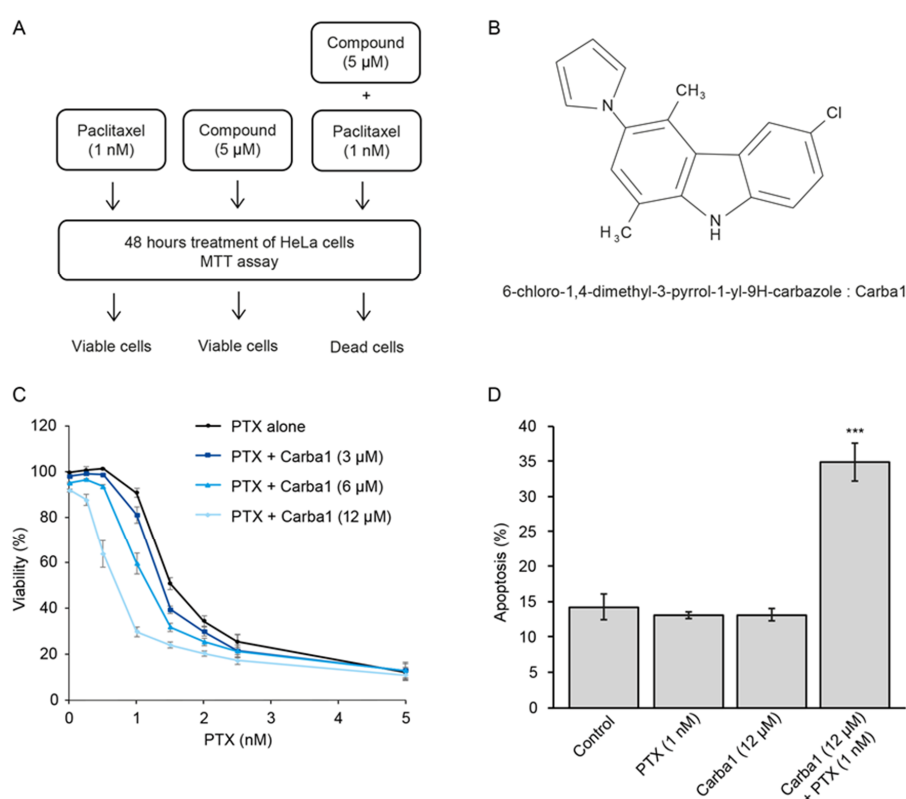 A
Compound
(5 µM)
+
Paclitaxel
(1 nM)
Compound
(5 µM)
Paclitaxel
(1 nM)
48 hours treatment of HeLa cells
MTT assay
Viable cells
Viable cells
Dead cells
B
N
CH3
Cl
H3C
N
H
6-chloro-1,4-dimethyl-3-pyrrol-1-yl-9H-carbazole : Carba1
C
PTX alone
PTX + Carba1 (3 µM)
PTX + Carba1 (6 µM)
PTX + Carba1 (12 µM)
Viability (%)
120
100
80
60
40
20
0
0 1 2 3 4 5
PTX (nM)
D
Apoptosis (%)
40
35
30
25
20
15
10
5
0
***
Control
PTX (1 nM)
Carba1 (12 µM)
Carba1 (12 µM)
+ PTX (1 nM)